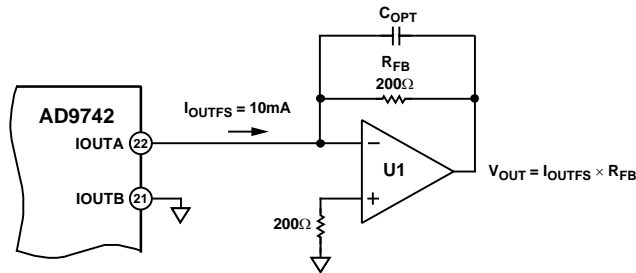 C_OPT
R_FB
200Ω
AD9742
I_OUTFS = 10mA
IOUTA 22
−
U1
V_OUT = I_OUTFS × R_FB
IOUTB 21
+
200Ω